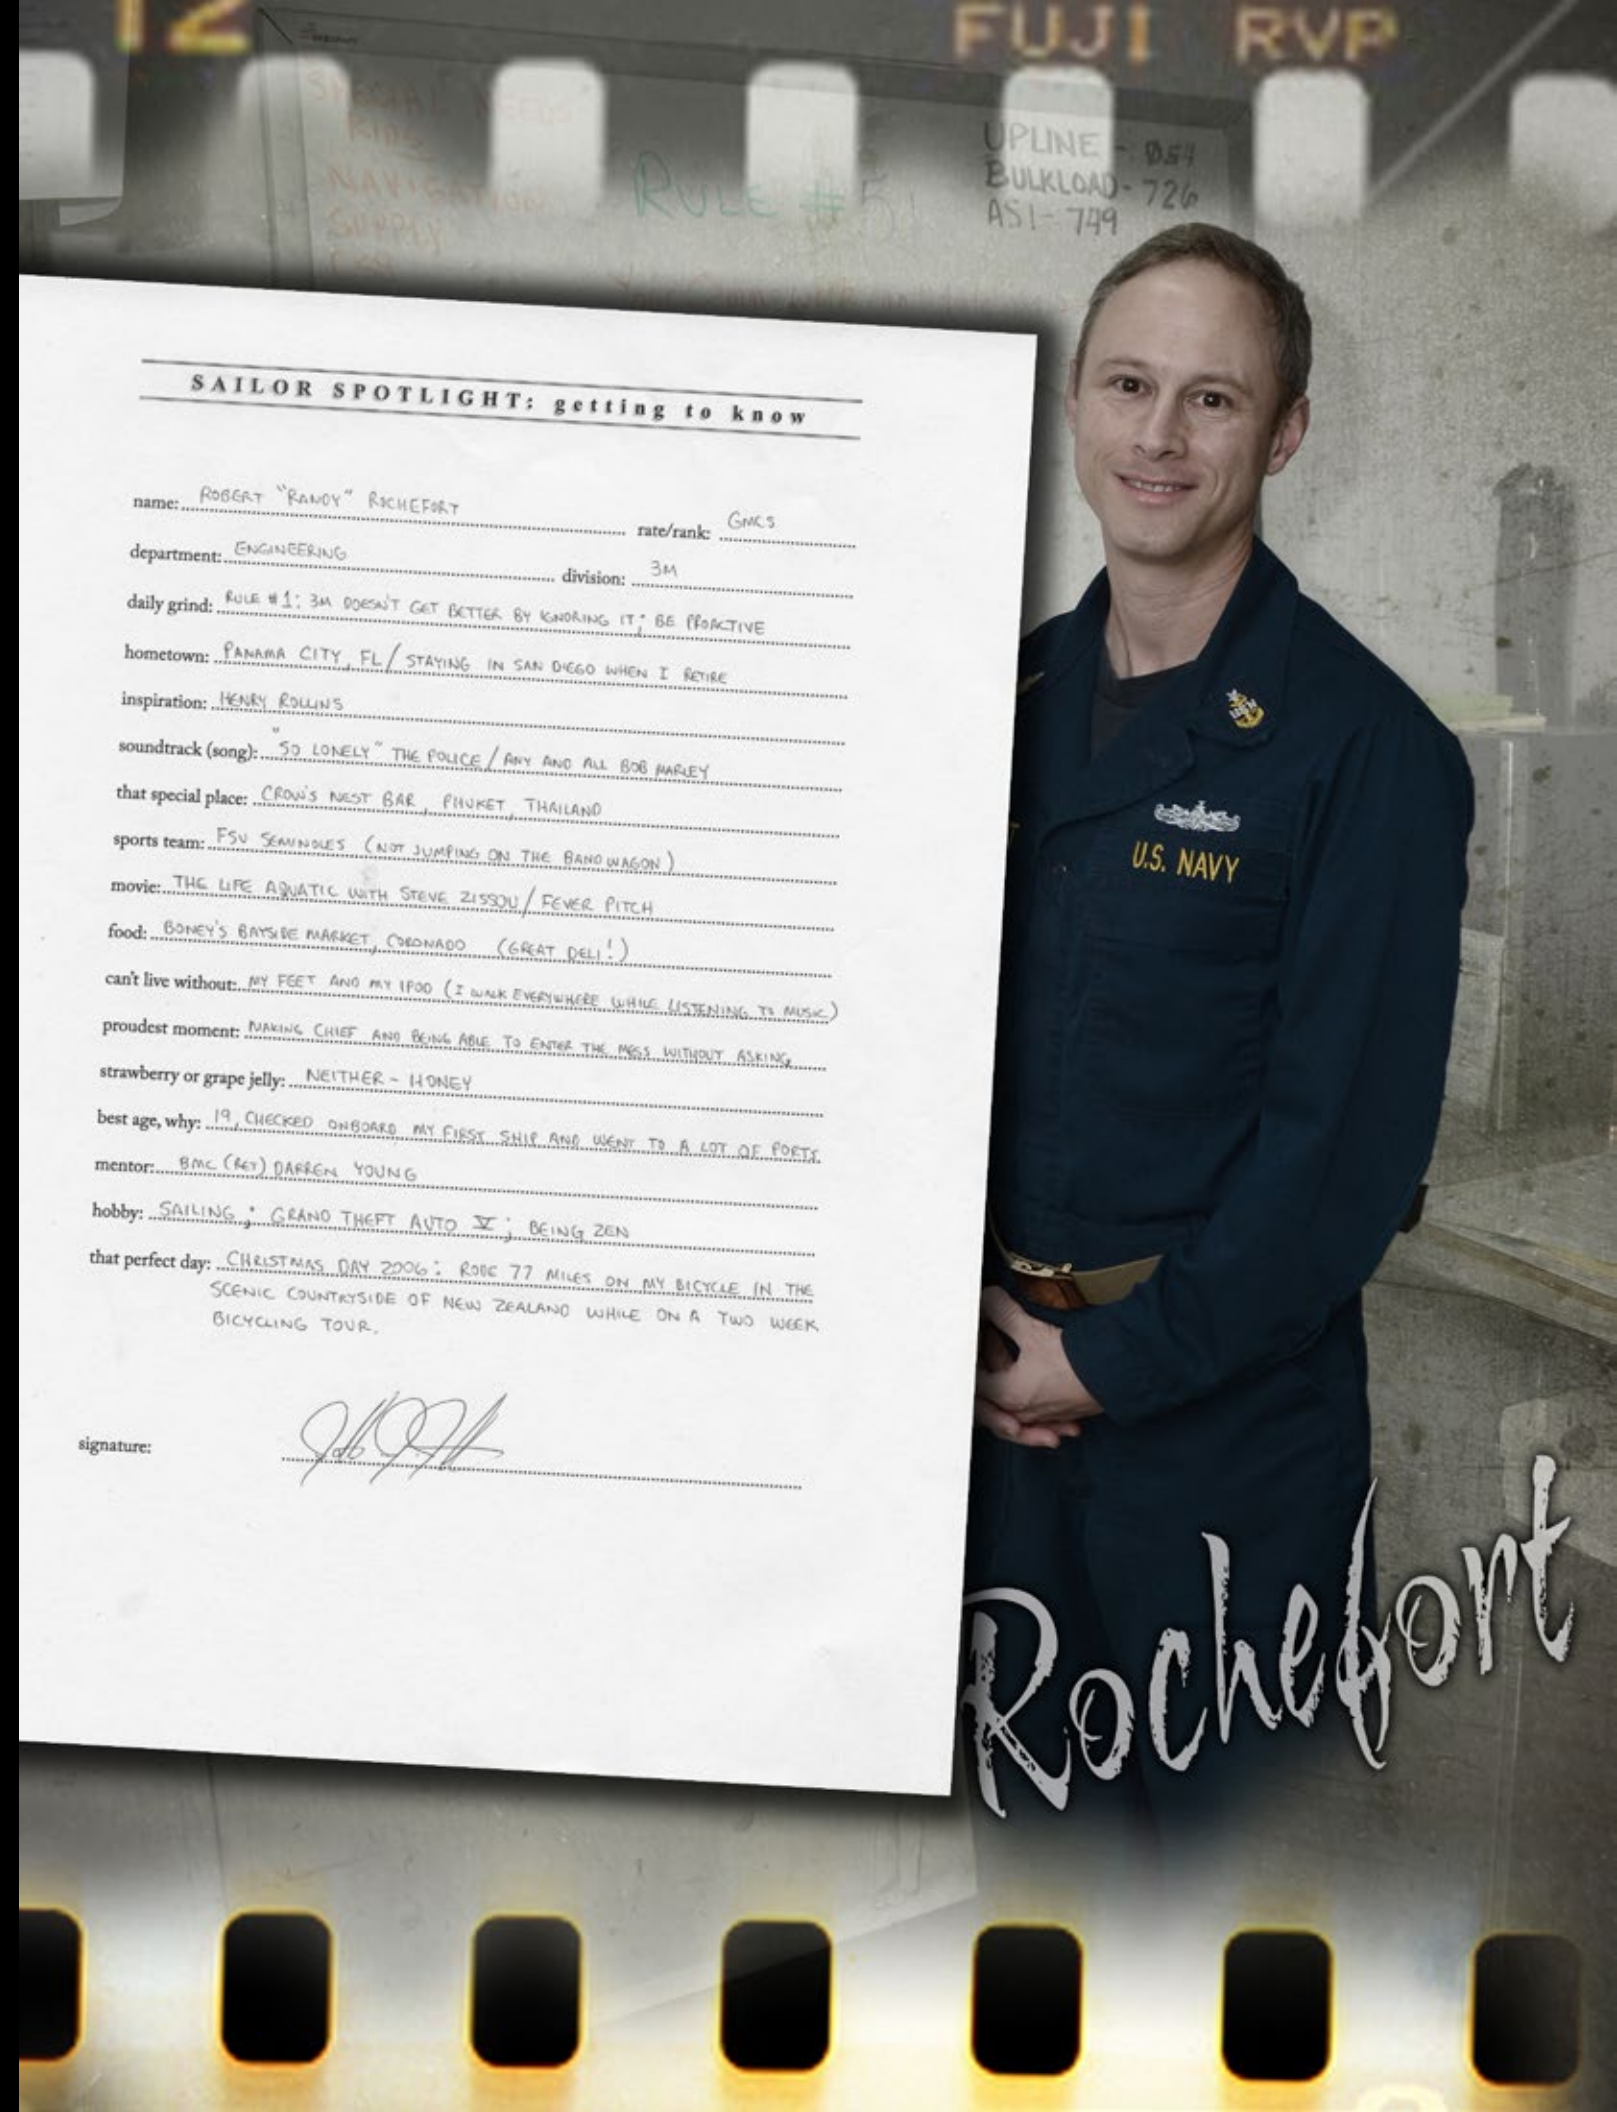 12
FUJI RVP
SPECIAL NEEDS
NAVIGATION
SUPPLY
RULE #5
UPLINE - 054
BULKLOAD - 726
ASI - 749
SAILOR SPOTLIGHT: getting to know
name: ROBERT "RANDY" ROCHEFORT rate/rank: GMCS
department: ENGINEERING division: 3M
daily grind: RULE #1: 3M DOESN'T GET BETTER BY IGNORING IT; BE PROACTIVE
hometown: PANAMA CITY, FL / STAYING IN SAN DIEGO WHEN I RETIRE
inspiration: HENRY ROLLINS
soundtrack (song): "SO LONELY" THE POLICE / ANY AND ALL BOB MARLEY
that special place: CROW'S NEST BAR, PHUKET, THAILAND
sports team: FSU SEMINOLES (NOT JUMPING ON THE BANDWAGON)
movie: THE LIFE AQUATIC WITH STEVE ZISSOU / FEVER PITCH
food: BONEY'S BAYSIDE MARKET, CORONADO (GREAT DELI!)
can't live without: MY FEET AND MY IPOD (I WALK EVERYWHERE WHILE LISTENING TO MUSIC)
proudest moment: MAKING CHIEF AND BEING ABLE TO ENTER THE MESS WITHOUT ASKING
strawberry or grape jelly: NEITHER - HONEY
best age, why: 19, CHECKED ONBOARD MY FIRST SHIP AND WENT TO A LOT OF PORTS
mentor: BMC (RET) DARREN YOUNG
hobby: SAILING; GRAND THEFT AUTO V; BEING ZEN
that perfect day: CHRISTMAS DAY 2006: RODE 77 MILES ON MY BICYCLE IN THE
SCENIC COUNTRYSIDE OF NEW ZEALAND WHILE ON A TWO WEEK
BICYCLING TOUR.
signature:
U.S. NAVY
Rochefort